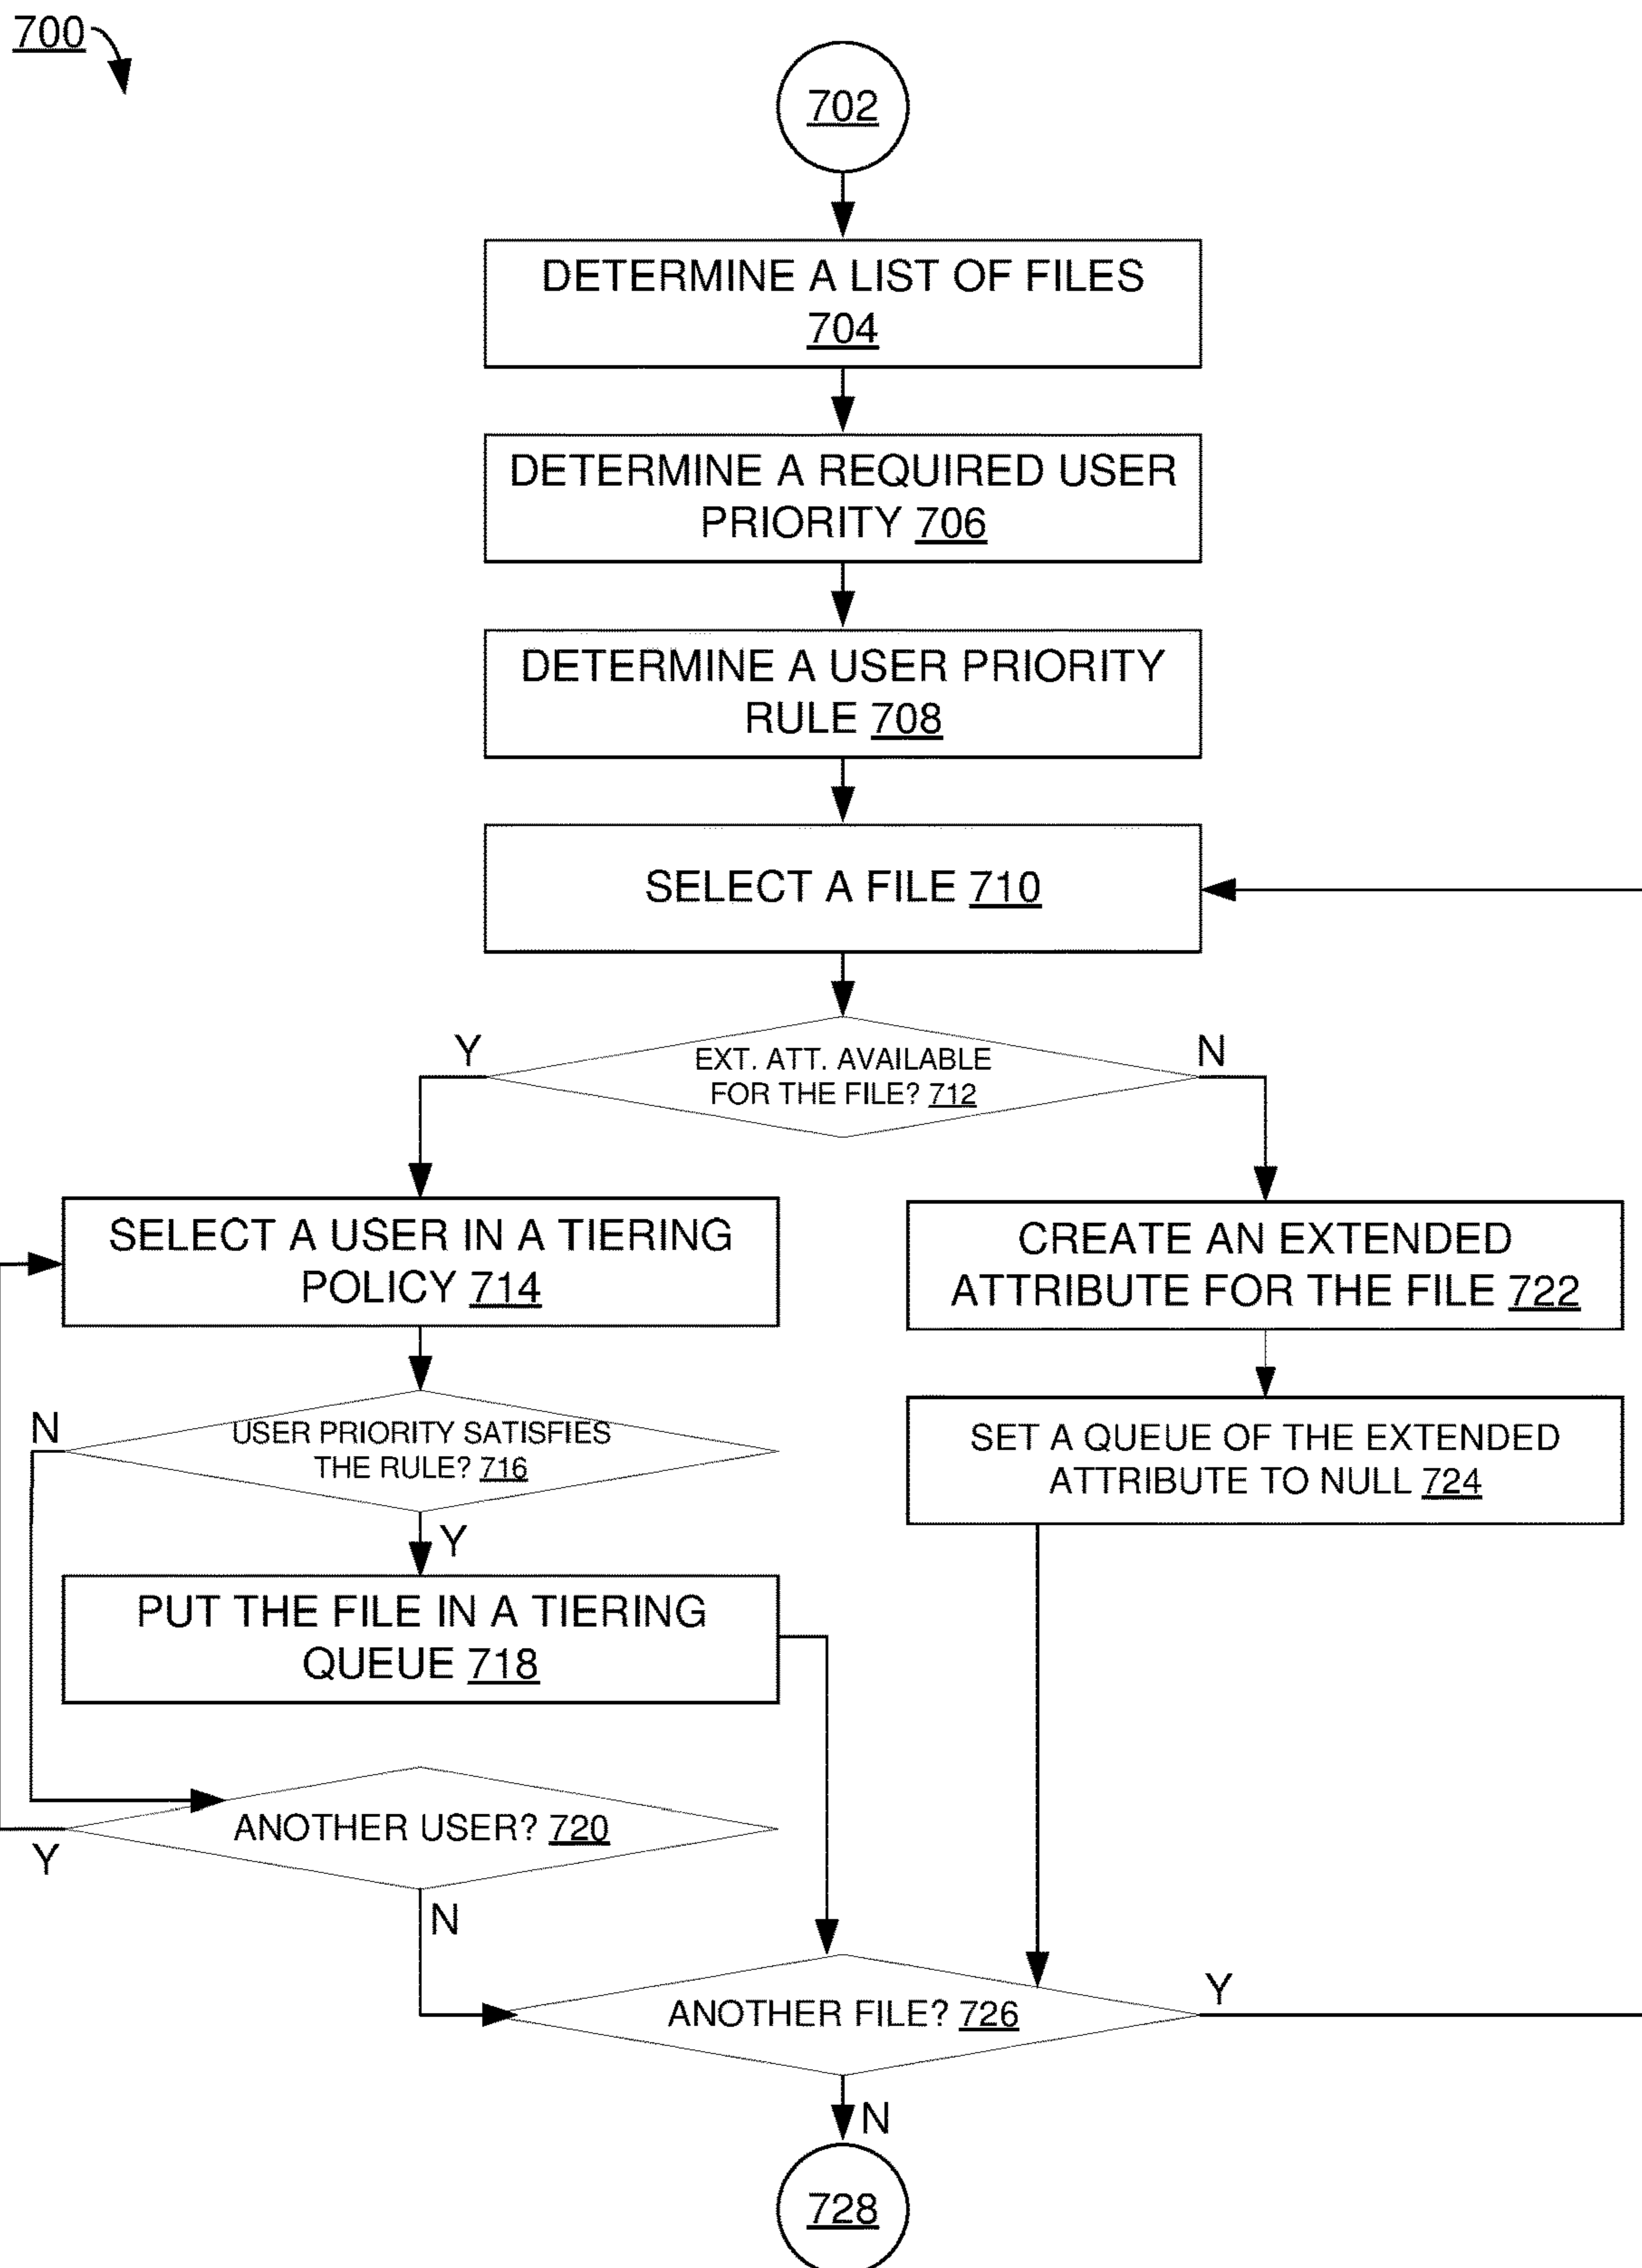 700
702
DETERMINE A LIST OF FILES
704
DETERMINE A REQUIRED USER
PRIORITY 706
DETERMINE A USER PRIORITY
RULE 708
SELECT A FILE 710
Y
EXT. ATT. AVAILABLE
FOR THE FILE? 712
N
SELECT A USER IN A TIERING
POLICY 714
CREATE AN EXTENDED
ATTRIBUTE FOR THE FILE 722
N
USER PRIORITY SATISFIES
THE RULE? 716
Y
SET A QUEUE OF THE EXTENDED
ATTRIBUTE TO NULL 724
PUT THE FILE IN A TIERING
QUEUE 718
ANOTHER USER? 720
Y
N
ANOTHER FILE? 726
Y
N
728